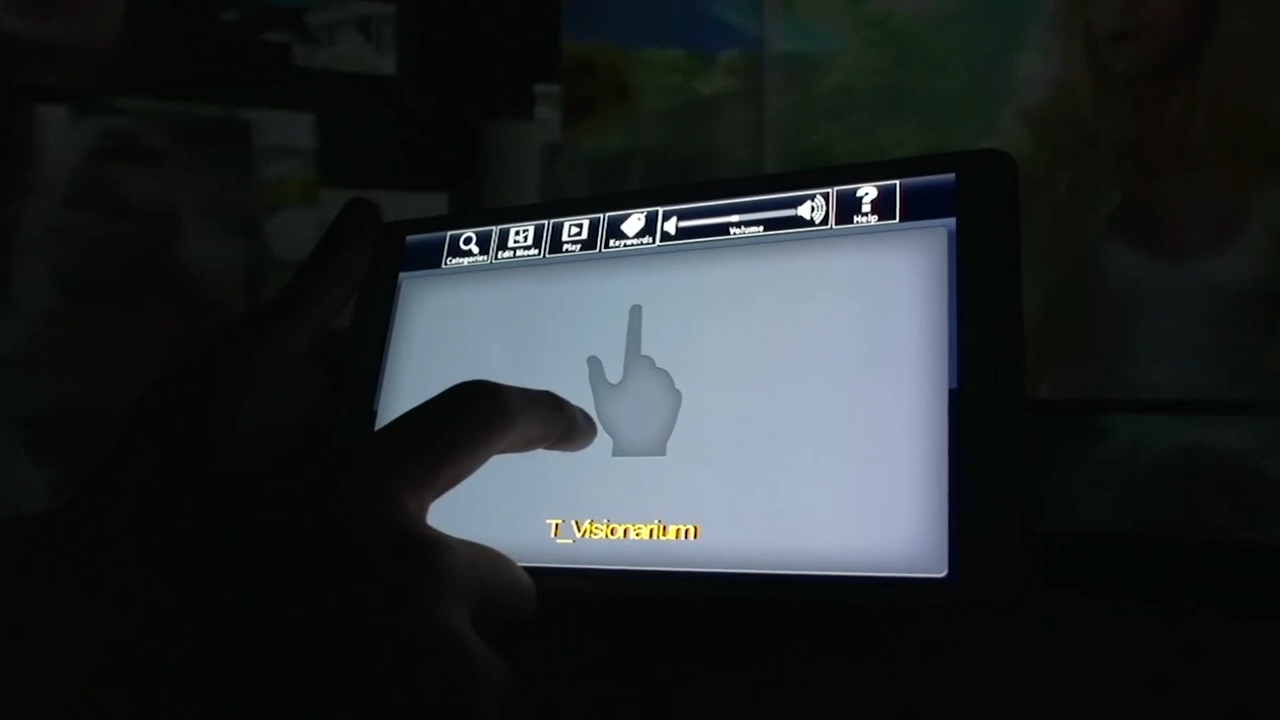 Categories
Edit Mode
Play
Keywords
Volume
? Help
T_Visionarium